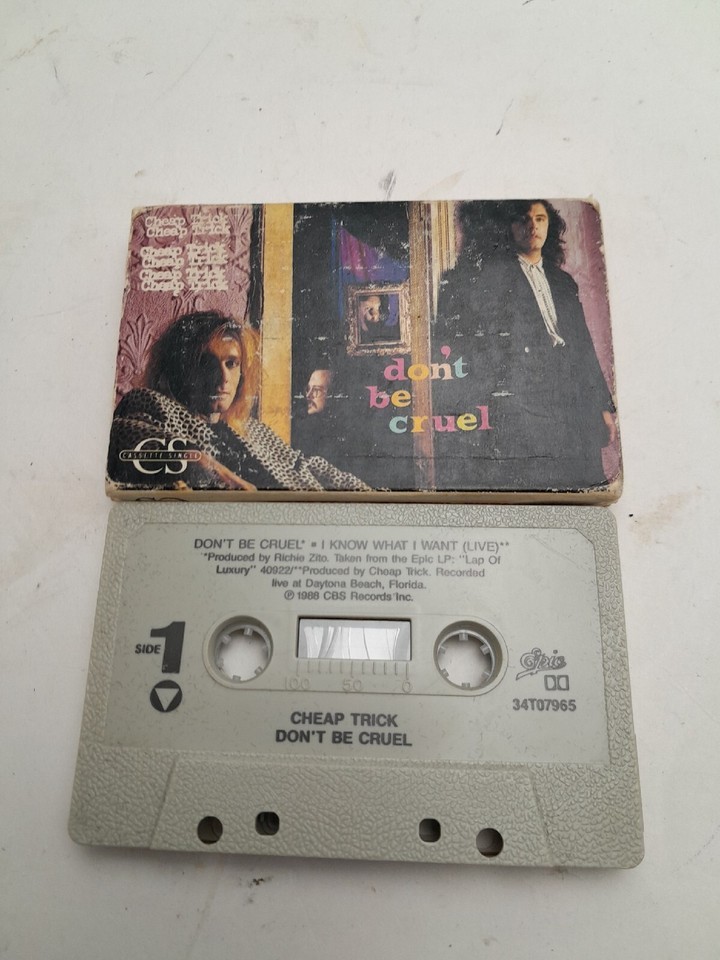 Cheap Trick
Cheap Trick
Cheap Trick
Cheap Trick
Cheap Trick
Cheap Trick
don't
be
cruel
CS
CASSETTE SINGLE
DON'T BE CRUEL* • I KNOW WHAT I WANT (LIVE)**
*Produced by Richie Zito. Taken from the Epic LP: "Lap Of
Luxury" 40922/**Produced by Cheap Trick. Recorded
live at Daytona Beach, Florida.
℗ 1988 CBS Records Inc.
SIDE 1
100 50 0
Epic
34T07965
CHEAP TRICK
DON'T BE CRUEL